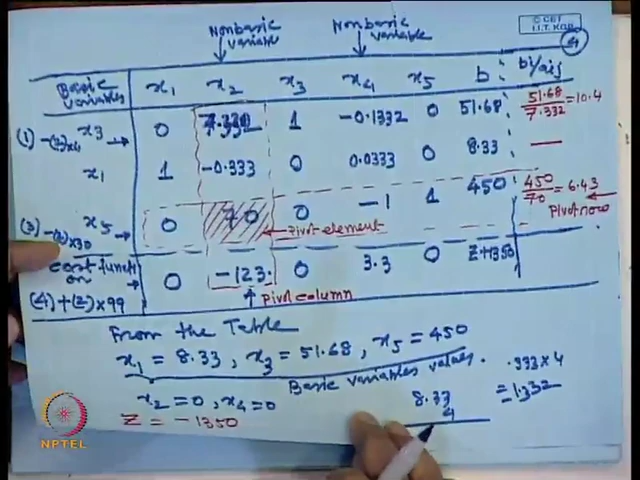 © CET
I.I.T. KGP
4
Nonbasic variable Nonbasic variable
Basic variables x₁ x₂ x₃ x₄ x₅ b bi/aij
(1) -(2)x4 x₃ 0 7.332 1 -0.1332 0 51.68 51.68/7.332 = 10.4
x₁ 1 -0.333 0 0.0333 0 8.33 —
(3) -(2)x30 x₅ 0 70 0 -1 1 450 450/70 = 6.43
Pivot element Pivot row
cost function 0 -123 0 3.3 0 Z+1350
(4)+(2)x99 Pivot column
From the Table
x₁ = 8.33, x₃ = 51.68, x₅ = 450
Basic variables values.
x₂ = 0, x₄ = 0
Z = -1350
.333 x 4
= 1.332
8.33
4
NPTEL